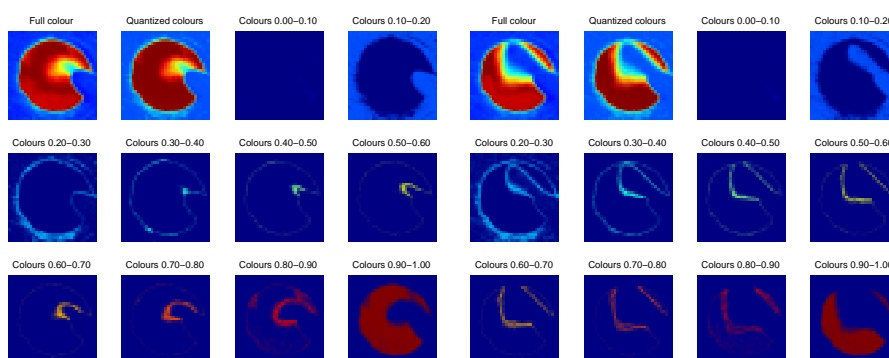 Full colour Quantized colours Colours 0.00−0.10 Colours 0.10−0.20 Full colour Quantized colours Colours 0.00−0.10 Colours 0.10−0.20
Colours 0.20−0.30 Colours 0.30−0.40 Colours 0.40−0.50 Colours 0.50−0.60 Colours 0.20−0.30 Colours 0.30−0.40 Colours 0.40−0.50 Colours 0.50−0.60
Colours 0.60−0.70 Colours 0.70−0.80 Colours 0.80−0.90 Colours 0.90−1.00 Colours 0.60−0.70 Colours 0.70−0.80 Colours 0.80−0.90 Colours 0.90−1.00